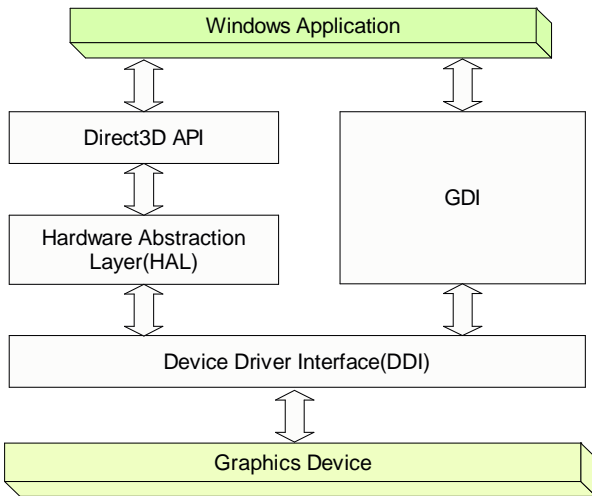 Windows Application
Direct3D API
GDI
Hardware Abstraction
Layer(HAL)
Device Driver Interface(DDI)
Graphics Device